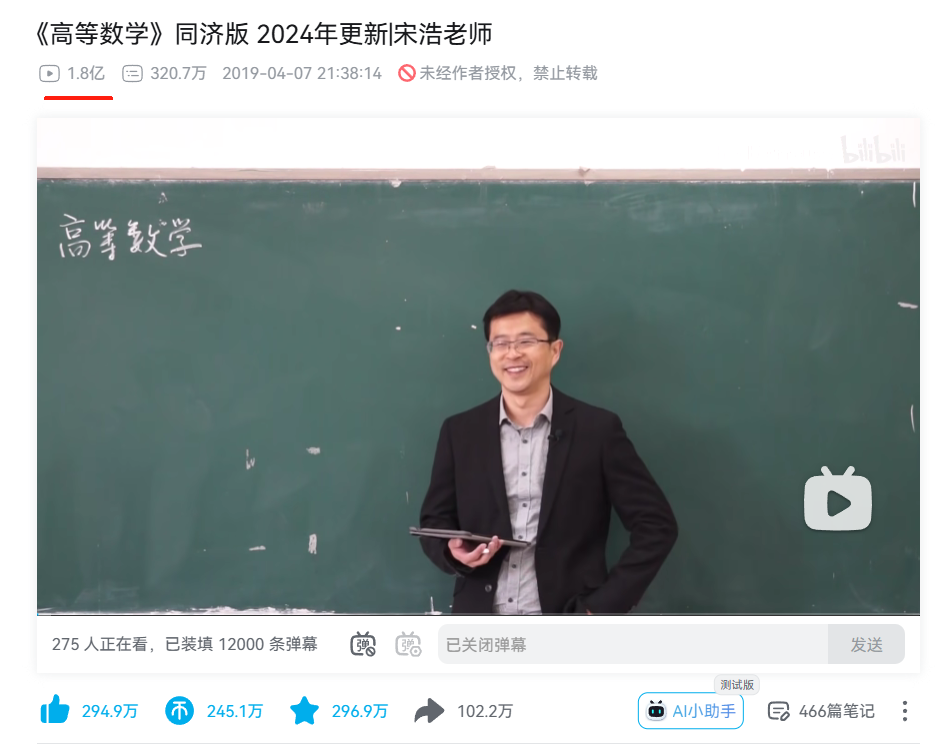 《高等数学》同济版 2024年更新|宋浩老师
1.8亿 320.7万 2019-04-07 21:38:14 未经作者授权，禁止转载
bilibili
高等数学
275 人正在看，已装填 12000 条弹幕 弹 弹 已关闭弹幕 发送
测试版
294.9万 币 245.1万 296.9万 102.2万 AI小助手 466篇笔记